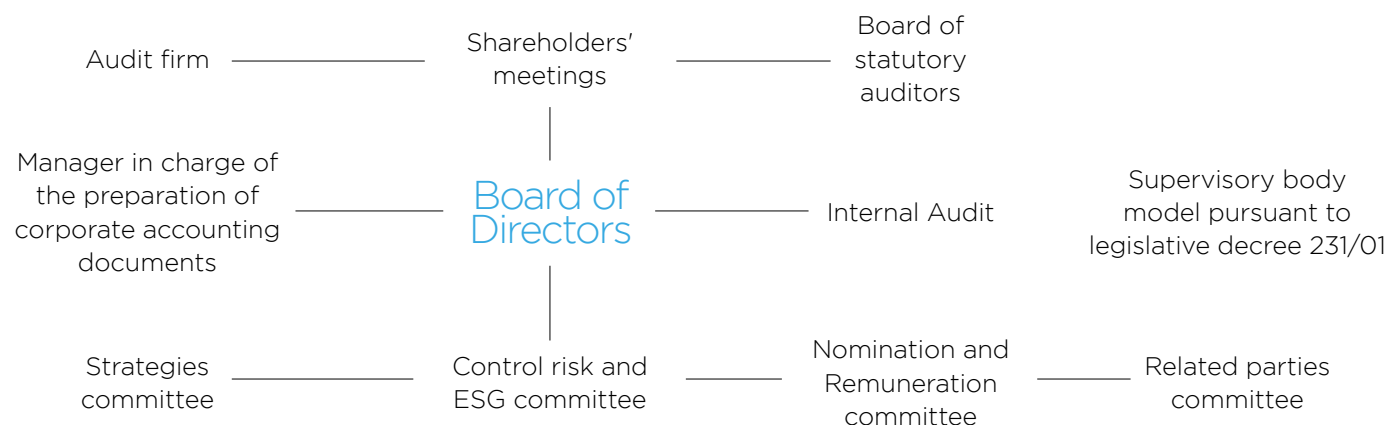 Audit firm
Shareholders'
meetings
Board of
statutory
auditors
Manager in charge of
the preparation of
corporate accounting
documents
Board of
Directors
Internal Audit
Supervisory body
model pursuant to
legislative decree 231/01
Strategies
committee
Control risk and
ESG committee
Nomination and
Remuneration
committee
Related parties
committee